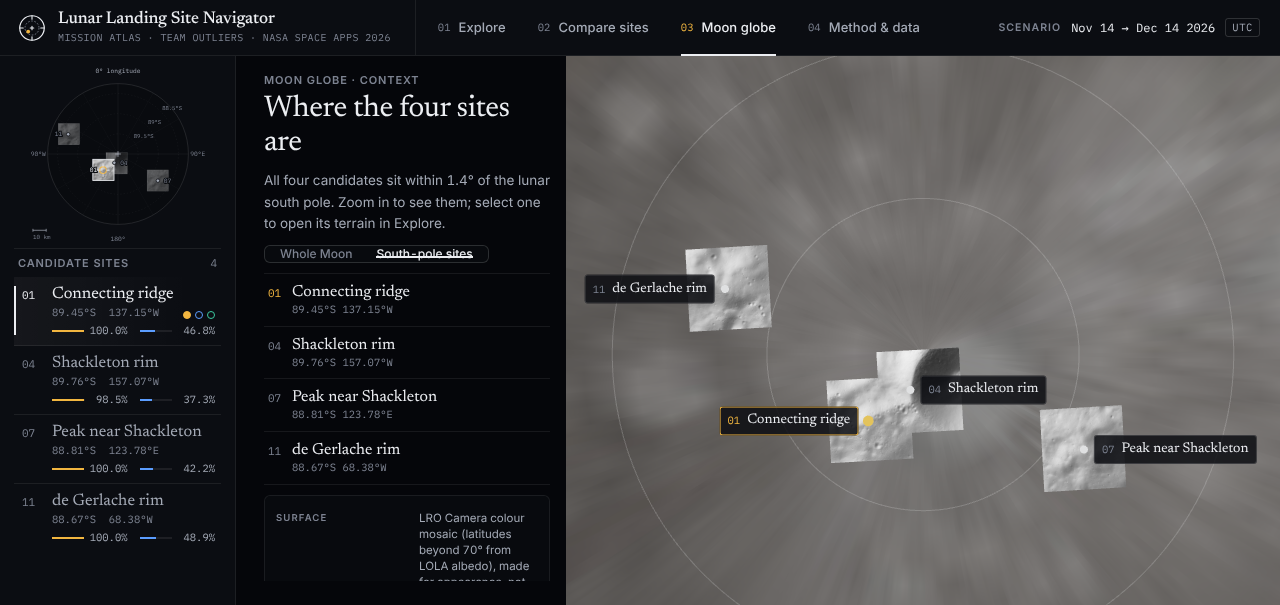 Lunar Landing Site Navigator
MISSION ATLAS · TEAM OUTLIERS · NASA SPACE APPS 2026
01 Explore
02 Compare sites
03 Moon globe
04 Method & data
SCENARIO Nov 14 → Dec 14 2026 UTC
0° longitude
88.5°S
89°S
89.5°S
90°W
90°E
180°
10 km
CANDIDATE SITES 4
01 Connecting ridge
89.45°S 137.15°W
100.0% 46.8%
04 Shackleton rim
89.76°S 157.07°W
98.5% 37.3%
07 Peak near Shackleton
88.81°S 123.78°E
100.0% 42.2%
11 de Gerlache rim
88.67°S 68.38°W
100.0% 48.9%
MOON GLOBE · CONTEXT
Where the four sites
are
All four candidates sit within 1.4° of the lunar
south pole. Zoom in to see them; select one
to open its terrain in Explore.
Whole Moon South-pole sites
01 Connecting ridge
89.45°S 137.15°W
04 Shackleton rim
89.76°S 157.07°W
07 Peak near Shackleton
88.81°S 123.78°E
11 de Gerlache rim
88.67°S 68.38°W
SURFACE
LRO Camera colour
mosaic (latitudes
beyond 70° from
LOLA albedo), made
for appearance, not
11 de Gerlache rim
04 Shackleton rim
01 Connecting ridge
07 Peak near Shackleton